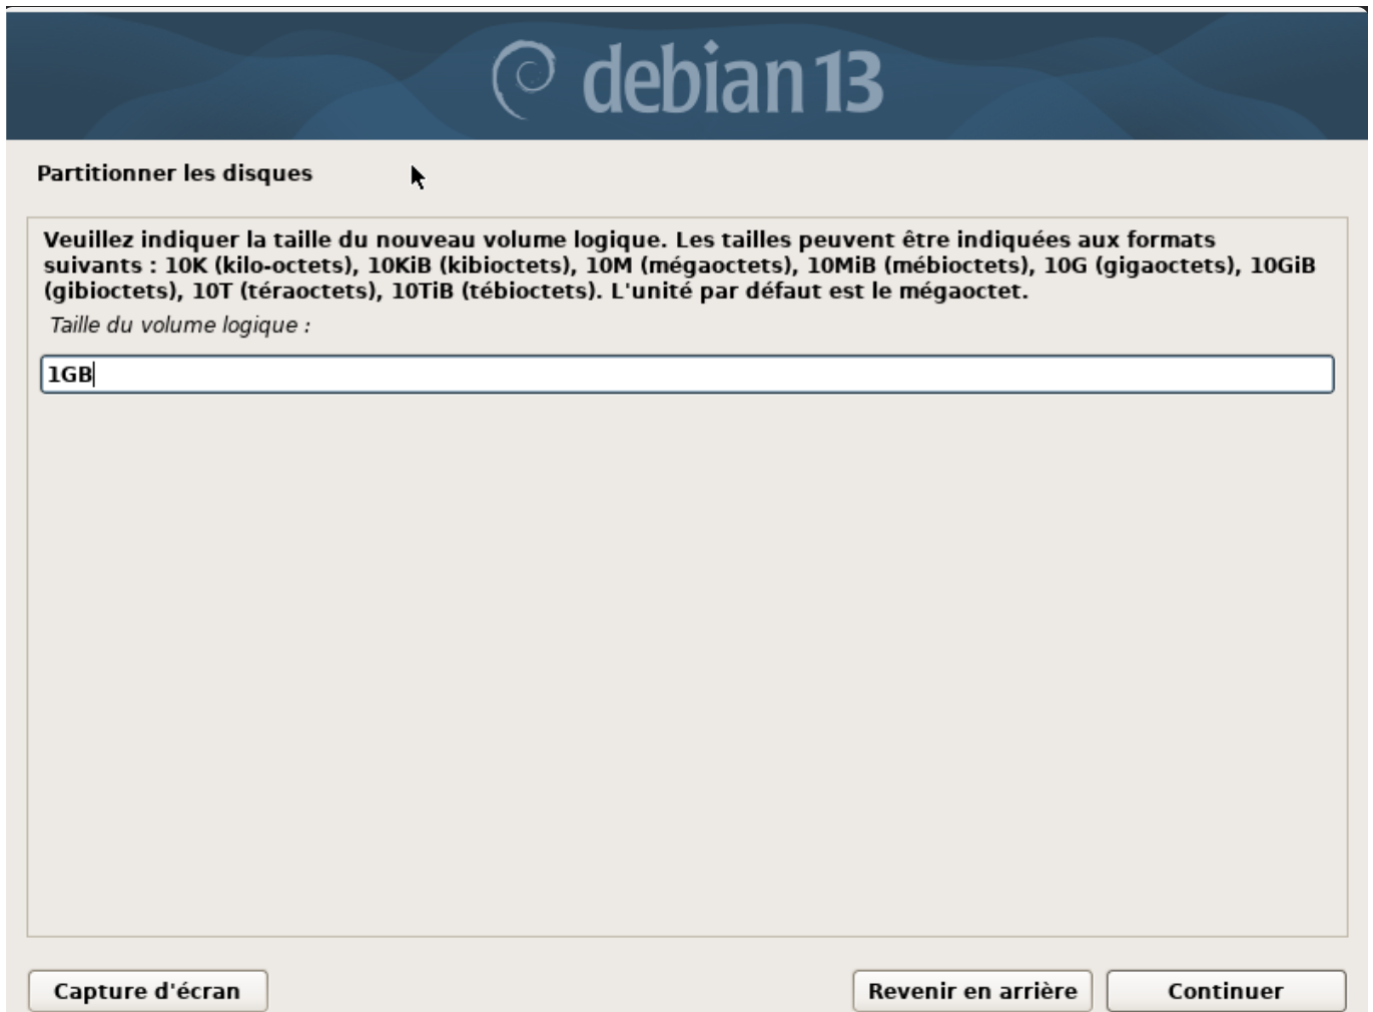 debian 13
Partitionner les disques
Veuillez indiquer la taille du nouveau volume logique. Les tailles peuvent être indiquées aux formats
suivants : 10K (kilo-octets), 10KiB (kibioctets), 10M (mégaoctets), 10MiB (mébioctets), 10G (gigaoctets), 10GiB
(gibioctets), 10T (téraoctets), 10TiB (tébioctets). L'unité par défaut est le mégaoctet.
Taille du volume logique :
1GB
Capture d'écran
Revenir en arrière
Continuer